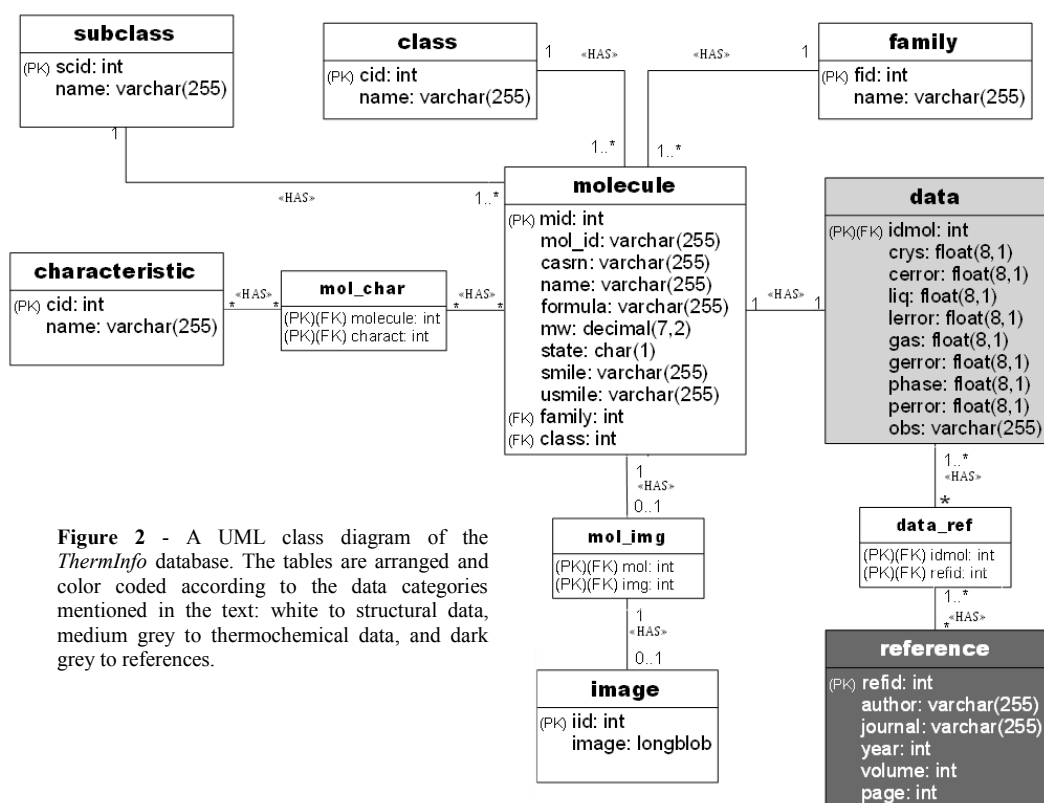 subclass
(PK) scid: int
name: varchar(255)
1
class
(PK) cid: int
name: varchar(255)
1
«HAS»
1..*
family
(PK) fid: int
name: varchar(255)
1
«HAS»
1..*
«HAS»
1..*
molecule
(PK) mid: int
mol_id: varchar(255)
casrn: varchar(255)
name: varchar(255)
formula: varchar(255)
mw: decimal(7,2)
state: char(1)
smile: varchar(255)
usmile: varchar(255)
(FK) family: int
(FK) class: int
data
(PK)(FK) idmol: int
crys: float(8,1)
cerror: float(8,1)
liq: float(8,1)
lerror: float(8,1)
gas: float(8,1)
gerror: float(8,1)
phase: float(8,1)
perror: float(8,1)
obs: varchar(255)
1
«HAS»
1
characteristic
(PK) cid: int
name: varchar(255)
«HAS»
* *
mol_char
(PK)(FK) molecule: int
(PK)(FK) charact: int
«HAS»
* *
1
«HAS»
0..1
mol_img
(PK)(FK) mol: int
(PK)(FK) img: int
1
«HAS»
0..1
image
(PK) iid: int
image: longblob
1..*
«HAS»
*
data_ref
(PK)(FK) idmol: int
(PK)(FK) refid: int
1..*
«HAS»
*
reference
(PK) refid: int
author: varchar(255)
journal: varchar(255)
year: int
volume: int
page: int
Figure 2 - A UML class diagram of the
ThermInfo database. The tables are arranged and
color coded according to the data categories
mentioned in the text: white to structural data,
medium grey to thermochemical data, and dark
grey to references.